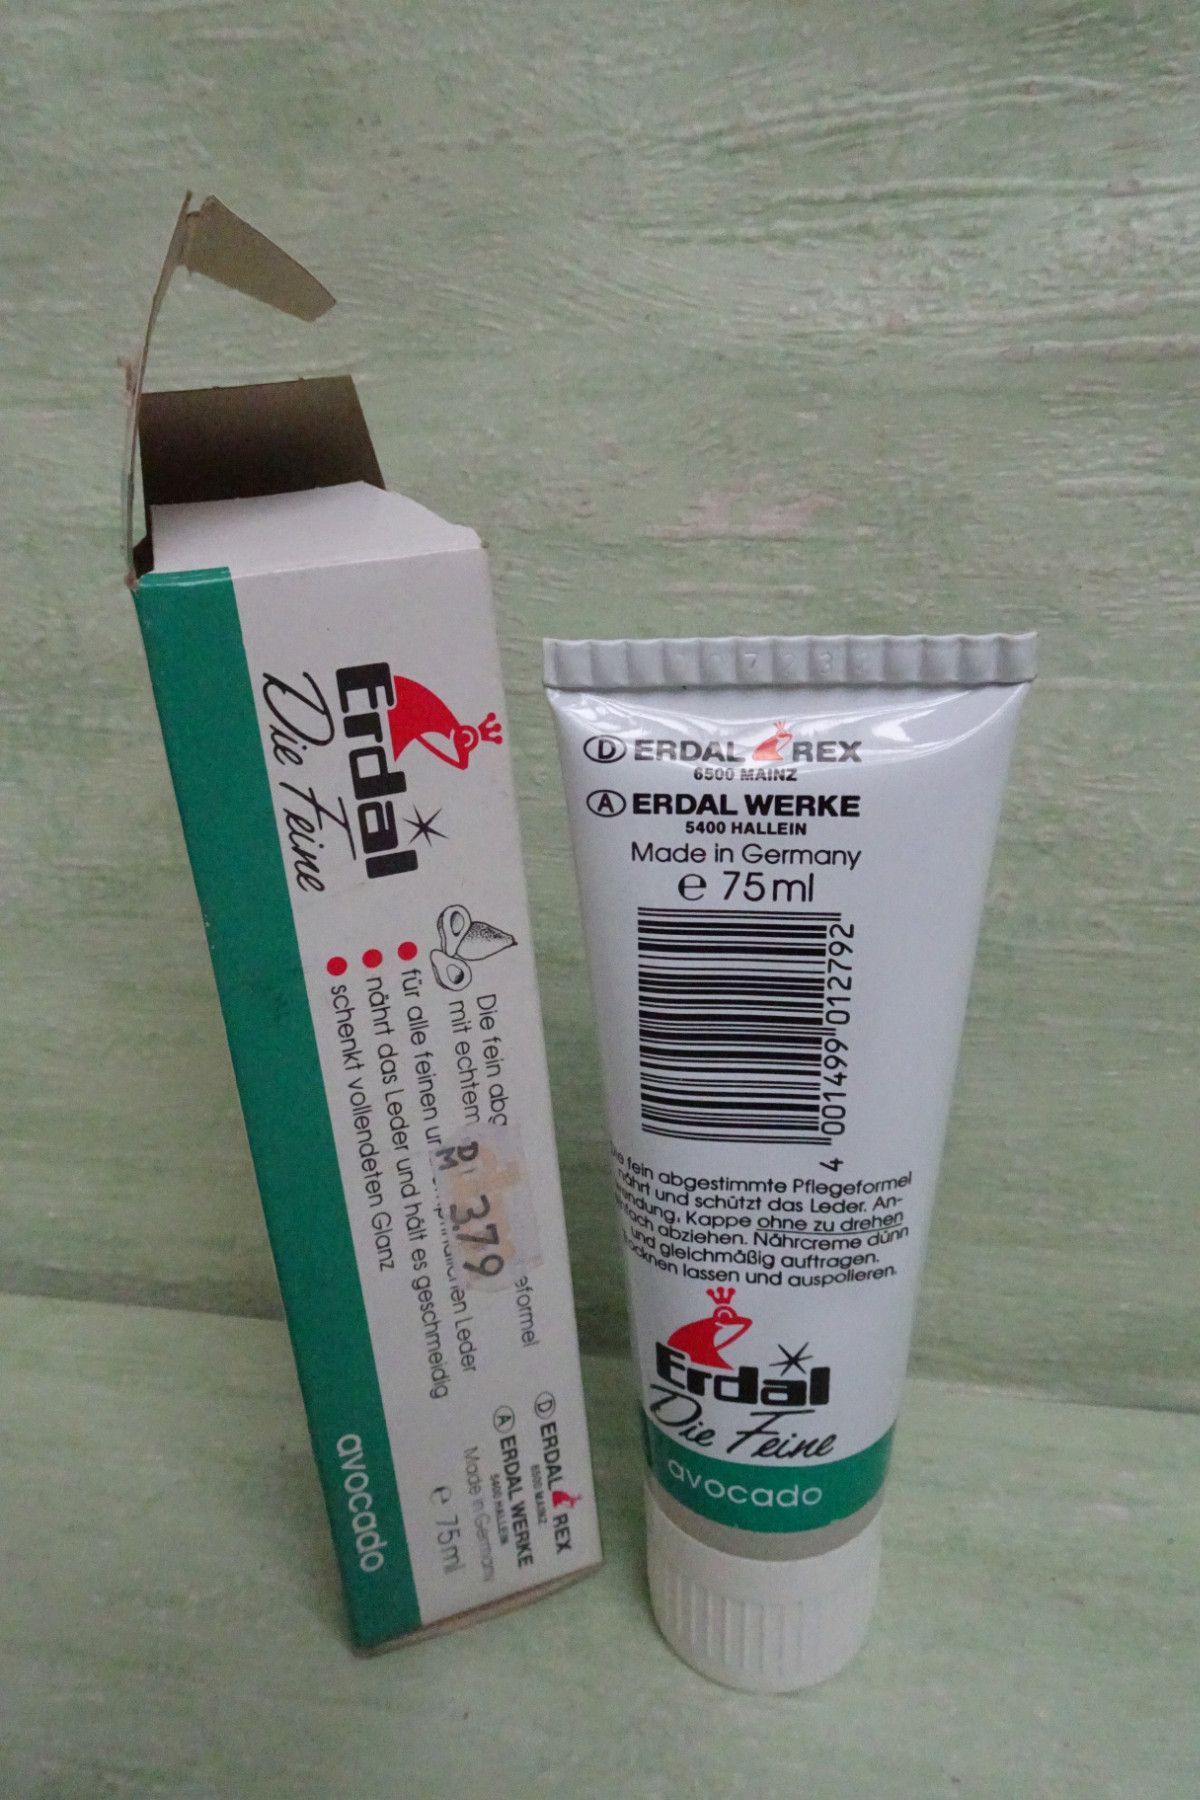 Erdal
Die Feine
Die fein abg
eformel
mit echtem
für alle feinen
en Leder
nährt das Leder und hält es geschmeidig
schenkt vollendeten Glanz
DM 3.79
D ERDAL REX
6500 MAINZ
A ERDAL WERKE
5400 HALLEIN
Made in Germany
e 75ml
avocado
D ERDAL REX
6500 MAINZ
A ERDAL WERKE
5400 HALLEIN
Made in Germany
e 75ml
4 001499 012792
fein abgestimmte Pflegeformel
nährt und schützt das Leder. An-
wendung, Kappe ohne zu drehen
abziehen. Nährcreme dünn
und gleichmäßig auftragen.
lassen und auspolieren.
Erdal
Die Feine
avocado